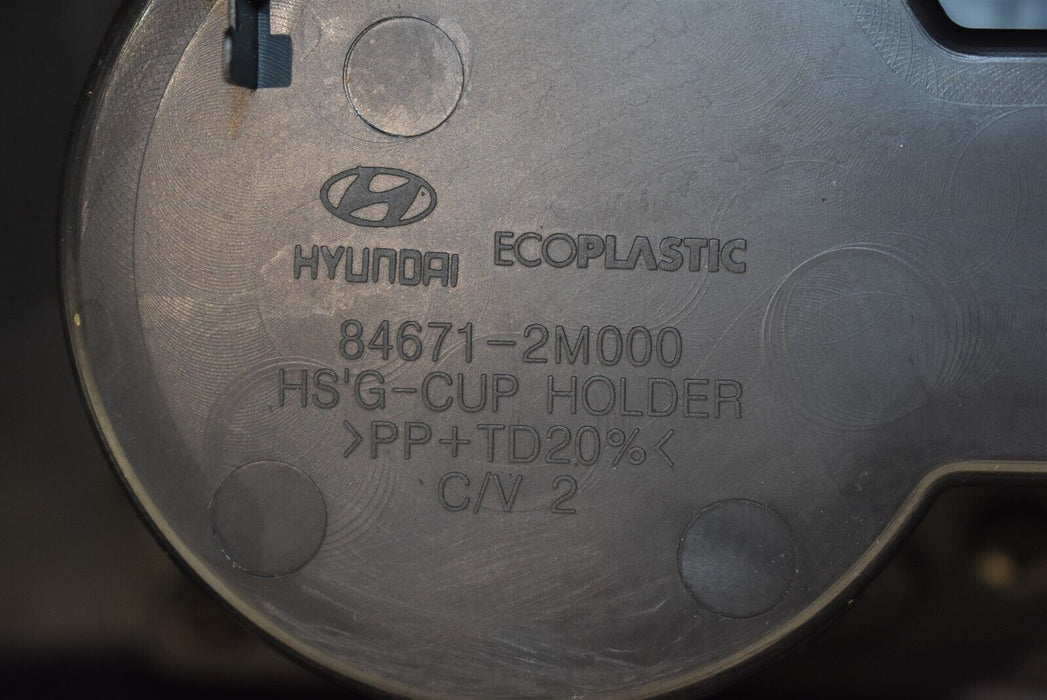 HYUNDAI ECOPLASTIC
84671-2M000
HS'G-CUP HOLDER
>PP+TD20%<
C/V 2